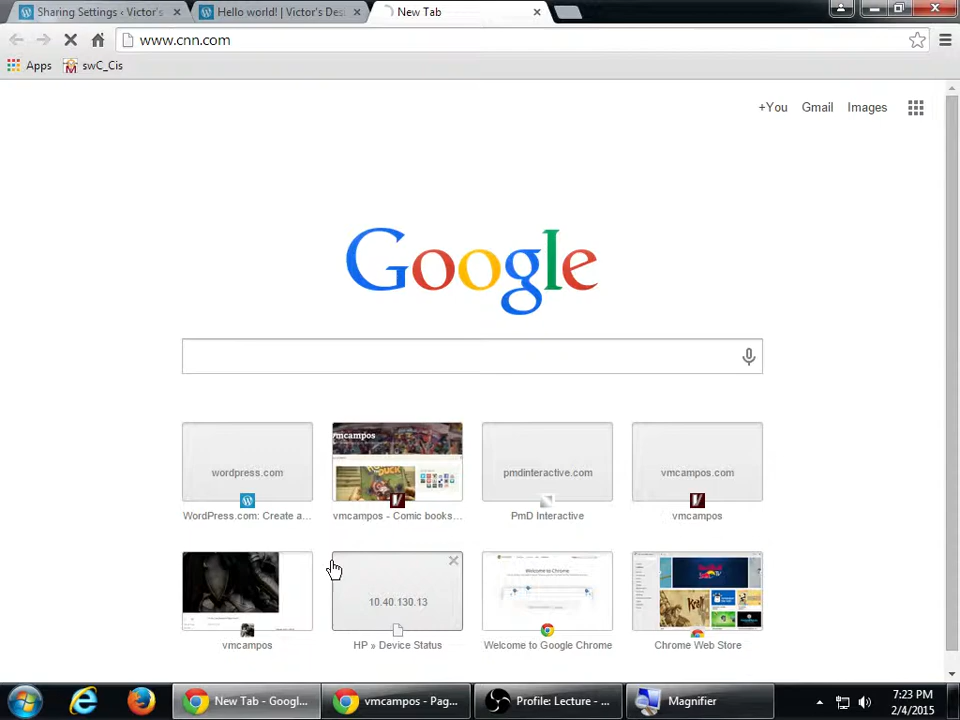 Sharing Settings ‹ Victor's
Hello world! | Victor's Des
New Tab
www.cnn.com
Apps
swC_Cis
+You
Gmail
Images
Google
wordpress.com
vmcampos
pmdinteractive.com
vmcampos.com
WordPress.com: Create a...
vmcampos - Comic books...
PmD Interactive
vmcampos
10.40.130.13
Welcome to Chrome
vmcampos
HP » Device Status
Welcome to Google Chrome
Chrome Web Store
New Tab - Googl...
vmcampos - Pag...
Profile: Lecture - ...
Magnifier
7:23 PM
2/4/2015